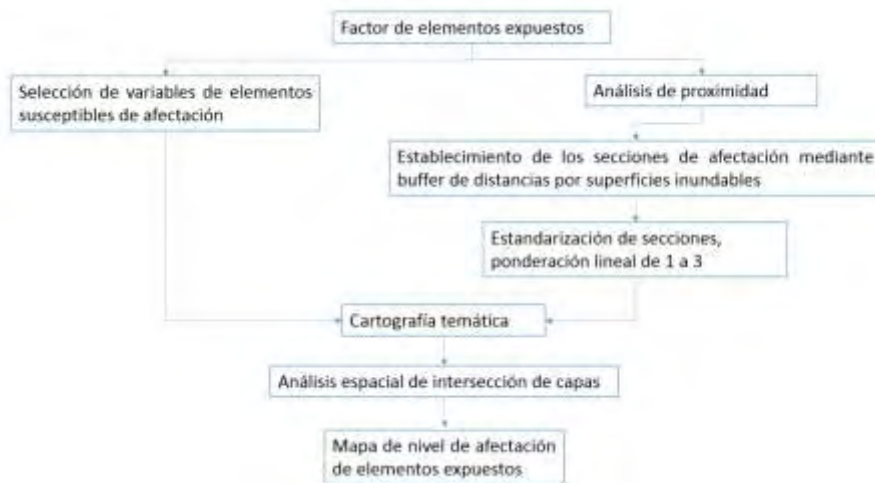 Factor de elementos expuestos
Selección de variables de elementos
susceptibles de afectación
Análisis de proximidad
Establecimiento de los secciones de afectación mediante
buffer de distancias por superficies inundables
Estandarización de secciones,
ponderación lineal de 1 a 3
Cartografía temática
Análisis espacial de intersección de capas
Mapa de nivel de afectación
de elementos expuestos